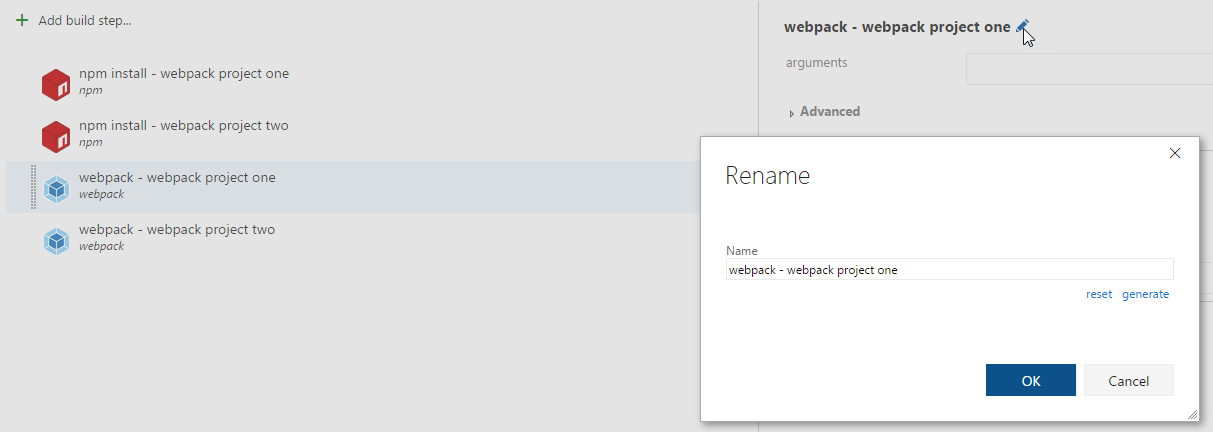 Add build step...
npm install - webpack project one
npm
npm install - webpack project two
npm
webpack - webpack project one
webpack
webpack - webpack project two
webpack
webpack - webpack project one
arguments
Advanced
Rename
Name
webpack - webpack project one
reset generate
OK Cancel